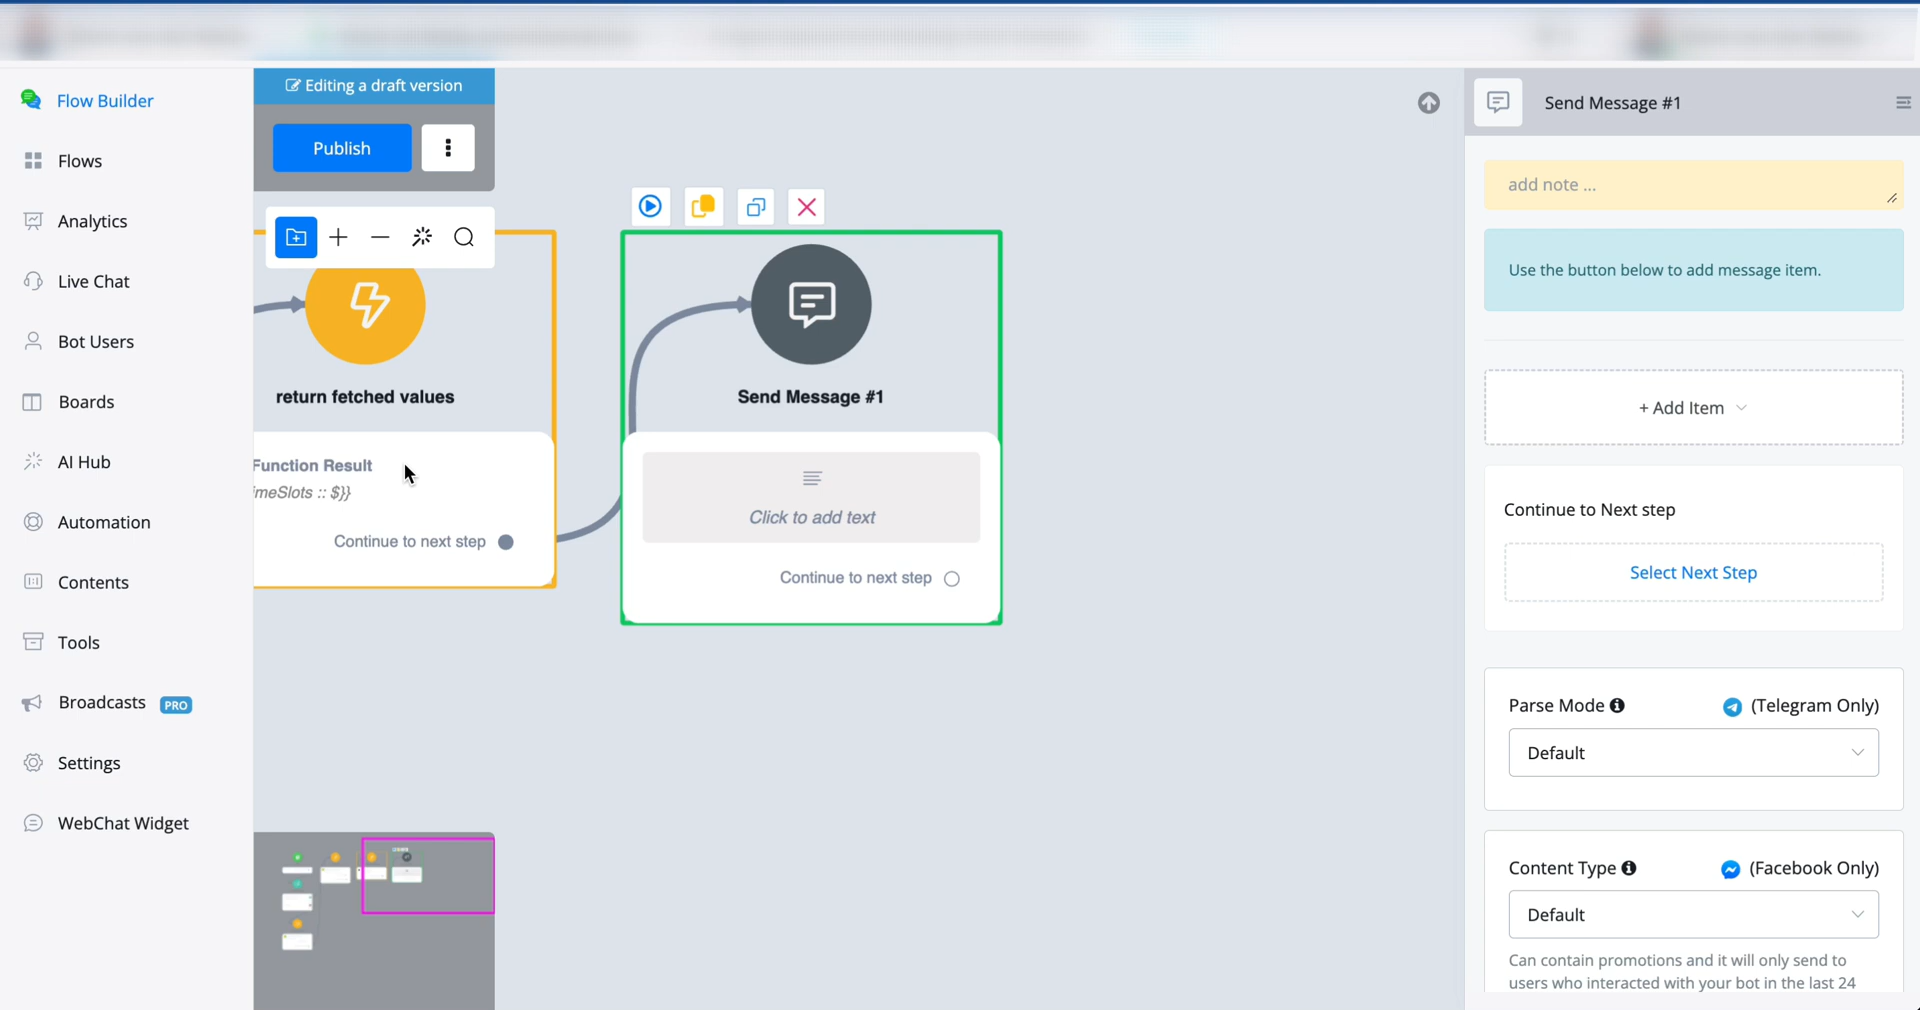 Flow Builder
Flows
Analytics
Live Chat
Bot Users
Boards
AI Hub
Automation
Contents
Tools
Broadcasts PRO
Settings
WebChat Widget
Editing a draft version
Publish
return fetched values
Function Result
imeSlots :: $}}
Continue to next step
Send Message #1
Click to add text
Continue to next step
Send Message #1
add note ...
Use the button below to add message item.
+ Add Item
Continue to Next step
Select Next Step
Parse Mode (Telegram Only)
Default
Content Type (Facebook Only)
Default
Can contain promotions and it will only send to
users who interacted with your bot in the last 24